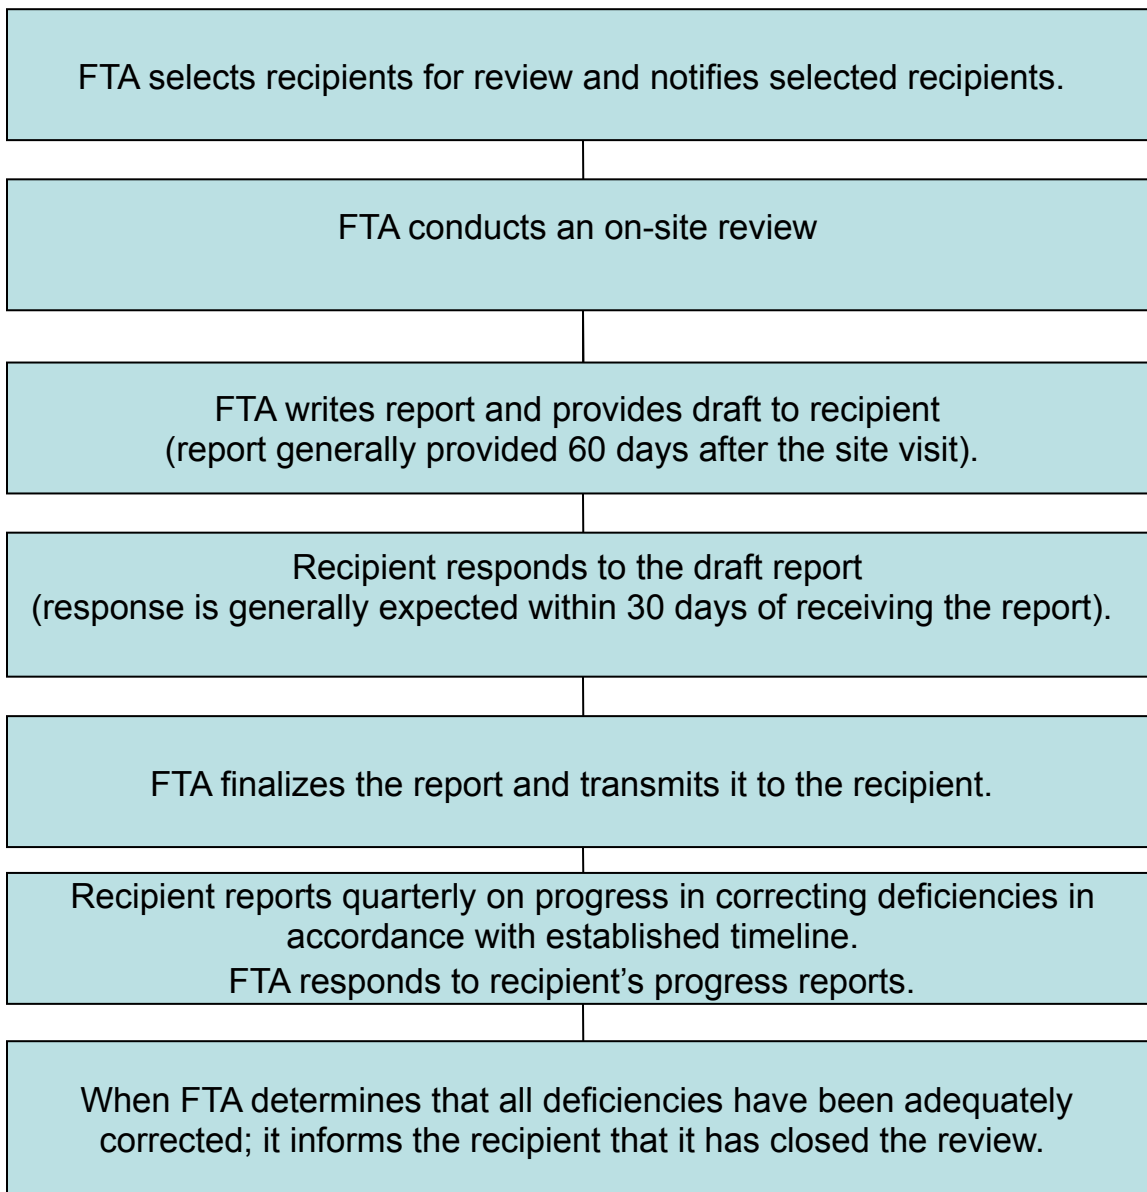 FTA selects recipients for review and notifies selected recipients.
FTA conducts an on-site review
FTA writes report and provides draft to recipient
(report generally provided 60 days after the site visit).
Recipient responds to the draft report
(response is generally expected within 30 days of receiving the report).
FTA finalizes the report and transmits it to the recipient.
Recipient reports quarterly on progress in correcting deficiencies in
accordance with established timeline.
FTA responds to recipient’s progress reports.
When FTA determines that all deficiencies have been adequately
corrected; it informs the recipient that it has closed the review.